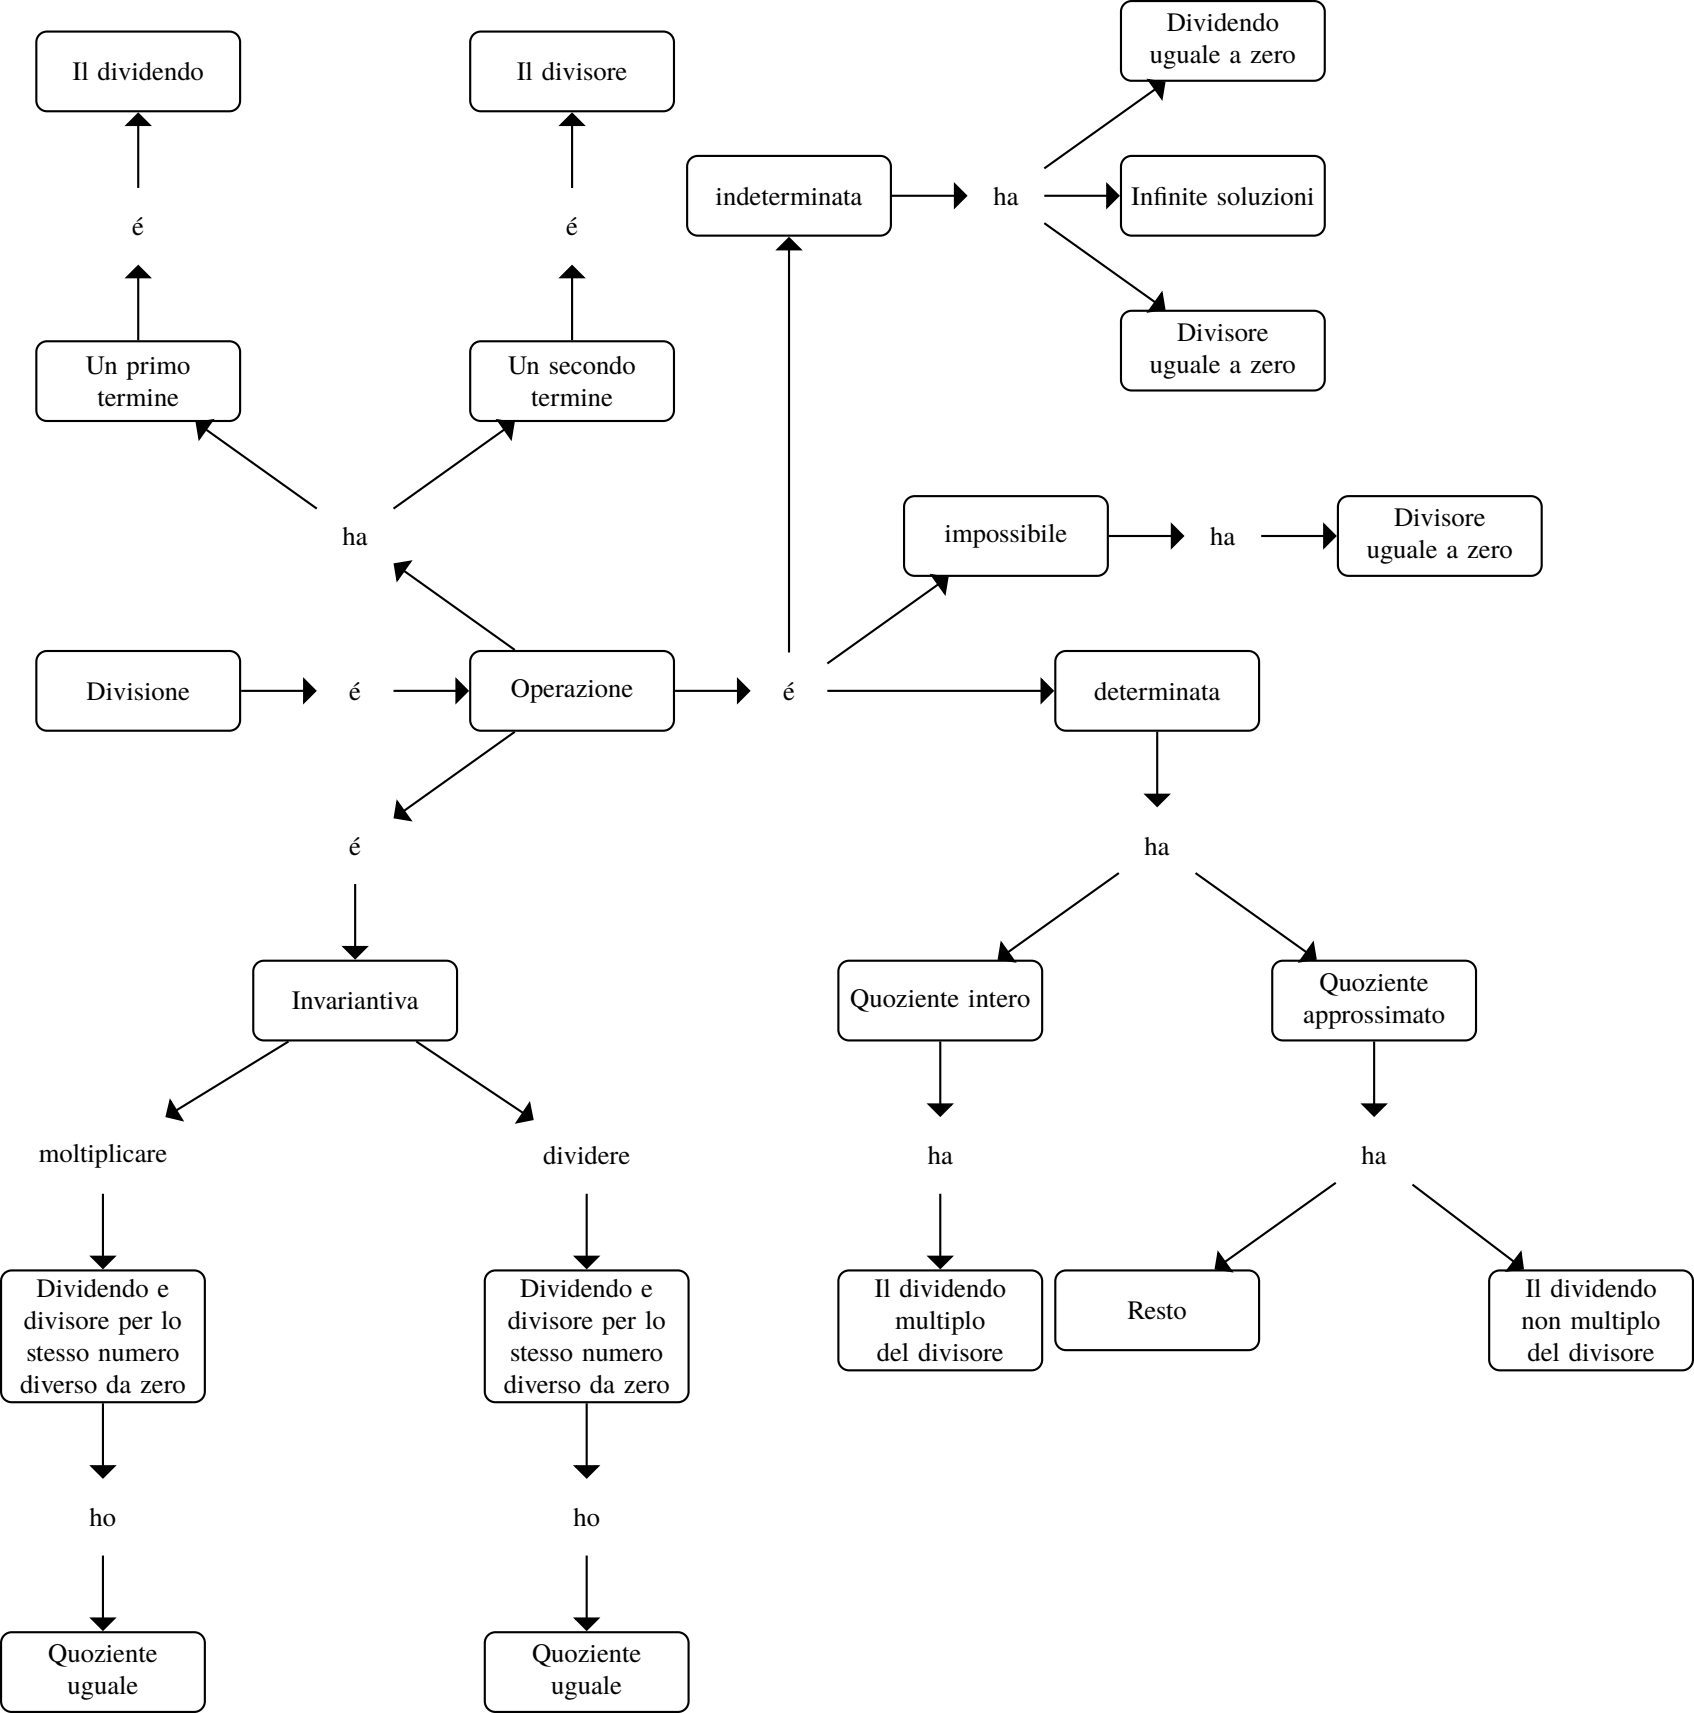 Dividendo
uguale a zero
Il dividendo
Il divisore
indeterminata
ha
Infinite soluzioni
é
é
Divisore
uguale a zero
Un primo
termine
Un secondo
termine
ha
impossibile
ha
Divisore
uguale a zero
Divisione
é
Operazione
é
determinata
é
ha
Invariantiva
Quoziente intero
Quoziente
approssimato
moltiplicare
dividere
ha
ha
Dividendo e
divisore per lo
stesso numero
diverso da zero
Dividendo e
divisore per lo
stesso numero
diverso da zero
Il dividendo
multiplo
del divisore
Resto
Il dividendo
non multiplo
del divisore
ho
ho
Quoziente
uguale
Quoziente
uguale